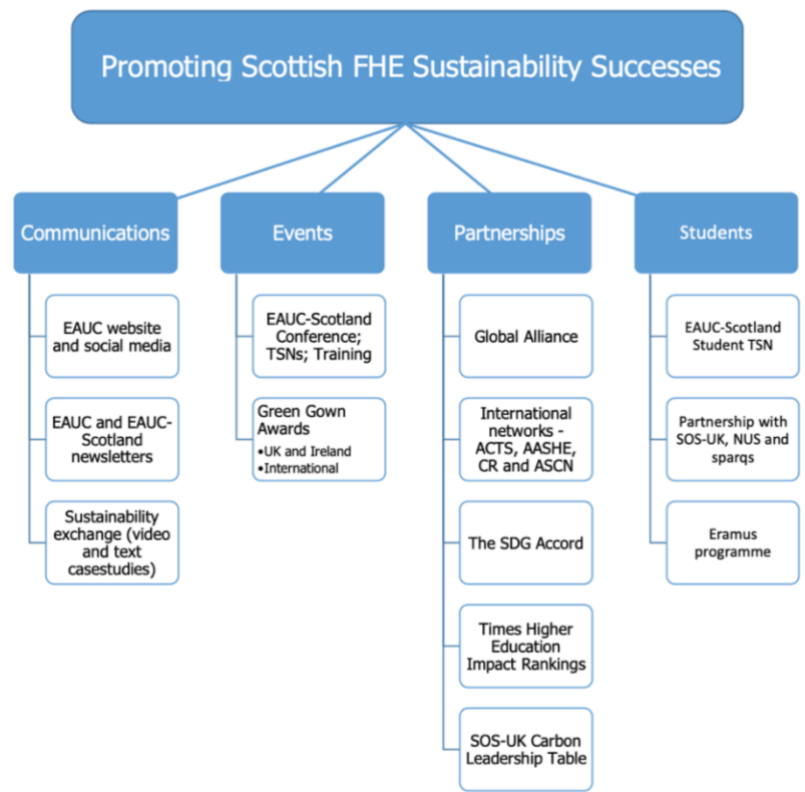 Promoting Scottish FHE Sustainability Successes
Communications
EAUC website
and social media
EAUC and EAUC-
Scotland
newsletters
Sustainability
exchange (video
and text
casestudies)
Events
EAUC-Scotland
Conference;
TSNs; Training
Green Gown
Awards
•UK and Ireland
•International
Partnerships
Global Alliance
International
networks -
ACTS, AASHE,
CR and ASCN
The SDG Accord
Times Higher
Education
Impact Rankings
SOS-UK Carbon
Leadership Table
Students
EAUC-Scotland
Student TSN
Partnership with
SOS-UK, NUS and
sparqs
Eramus
programme